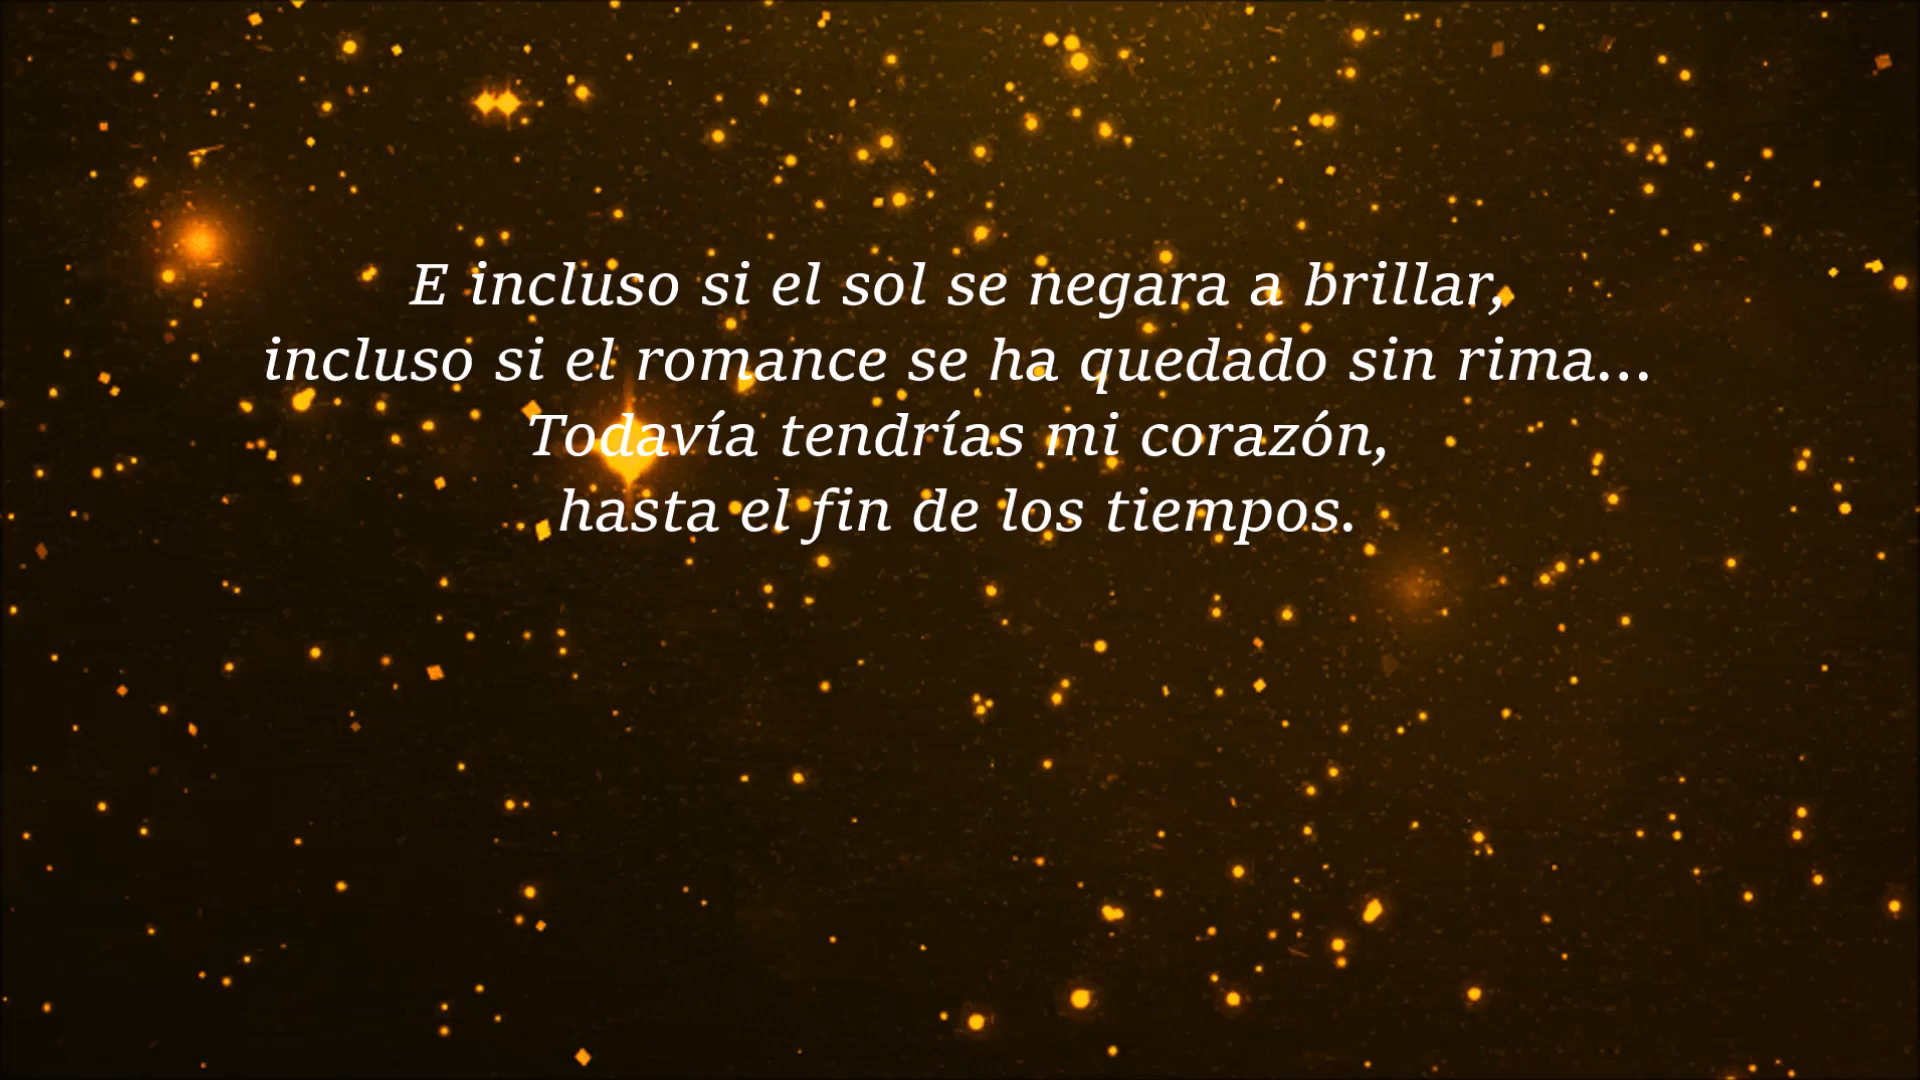 E incluso si el sol se negara a brillar,
incluso si el romance se ha quedado sin rima...
Todavía tendrías mi corazón,
hasta el fin de los tiempos.